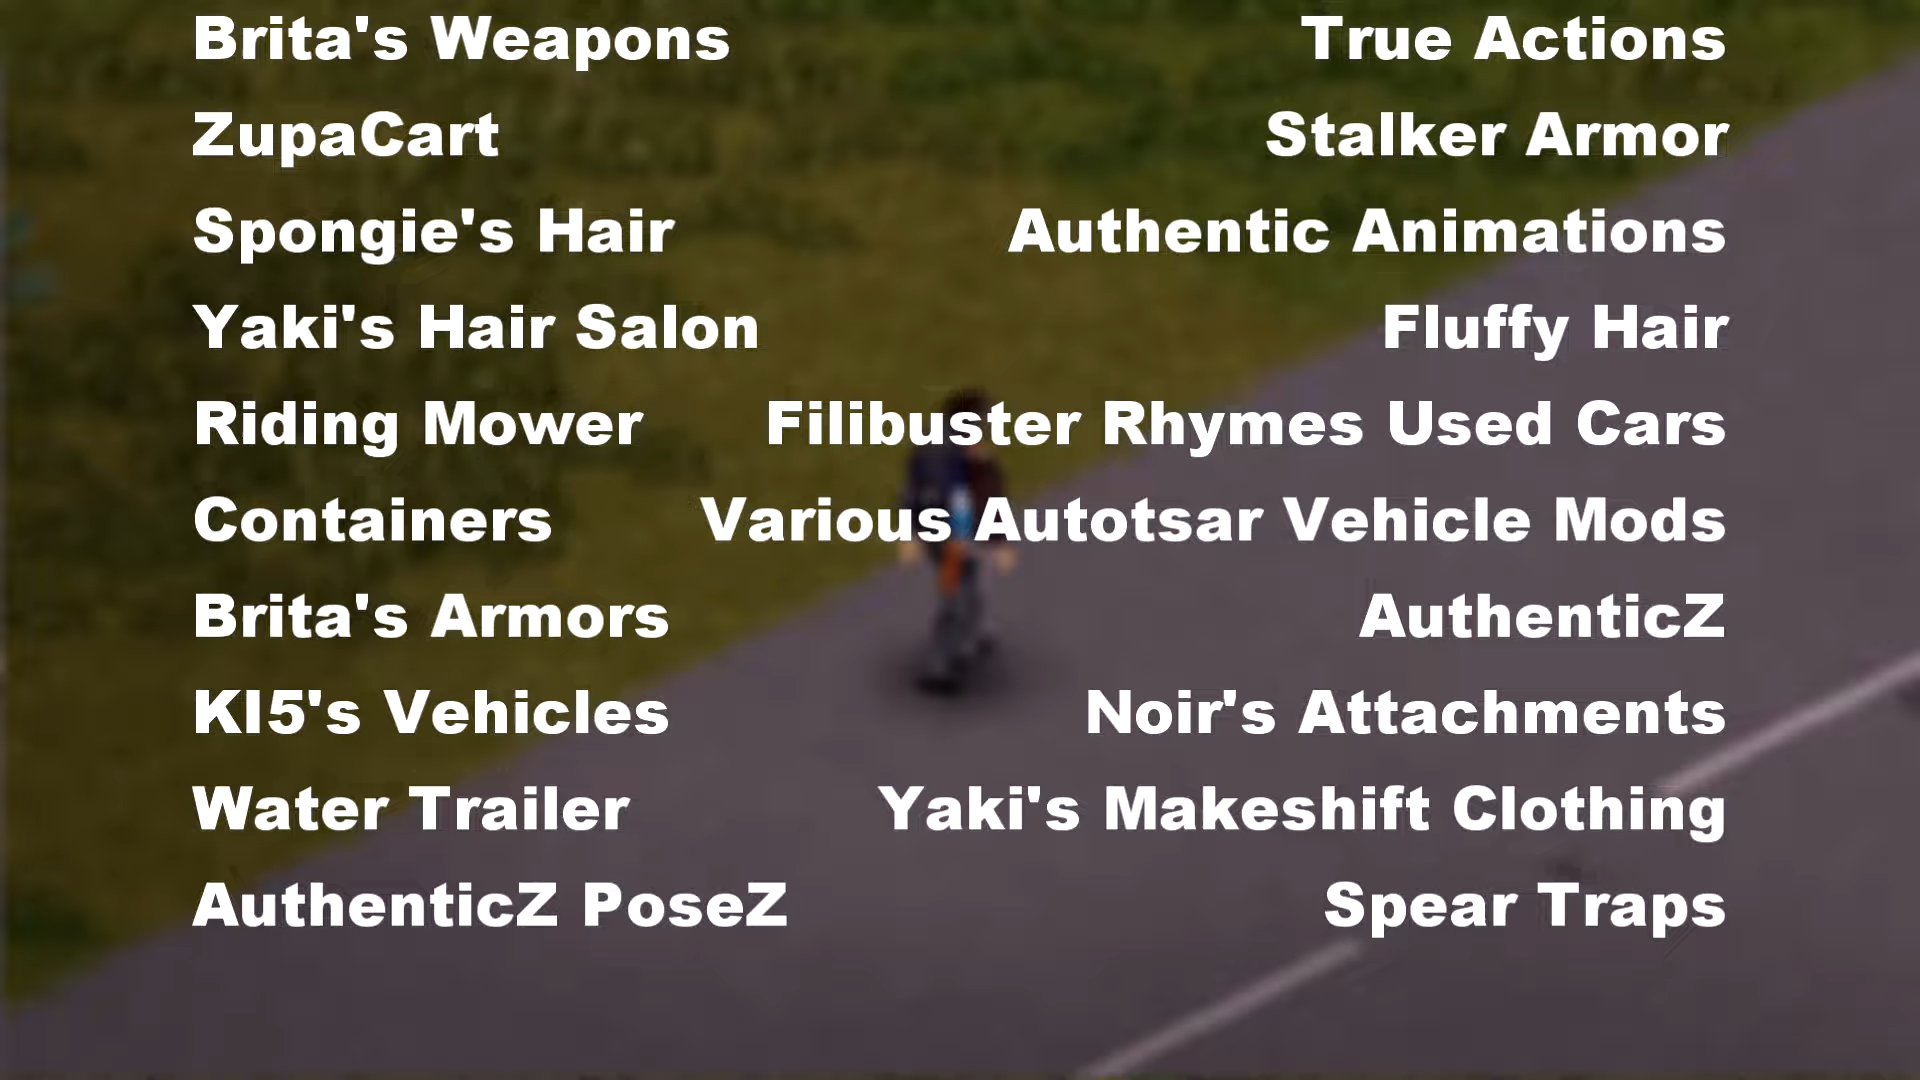 Brita's Weapons
True Actions
ZupaCart
Stalker Armor
Spongie's Hair
Authentic Animations
Yaki's Hair Salon
Fluffy Hair
Riding Mower
Filibuster Rhymes Used Cars
Containers
Various Autotsar Vehicle Mods
Brita's Armors
AuthenticZ
KI5's Vehicles
Noir's Attachments
Water Trailer
Yaki's Makeshift Clothing
AuthenticZ PoseZ
Spear Traps